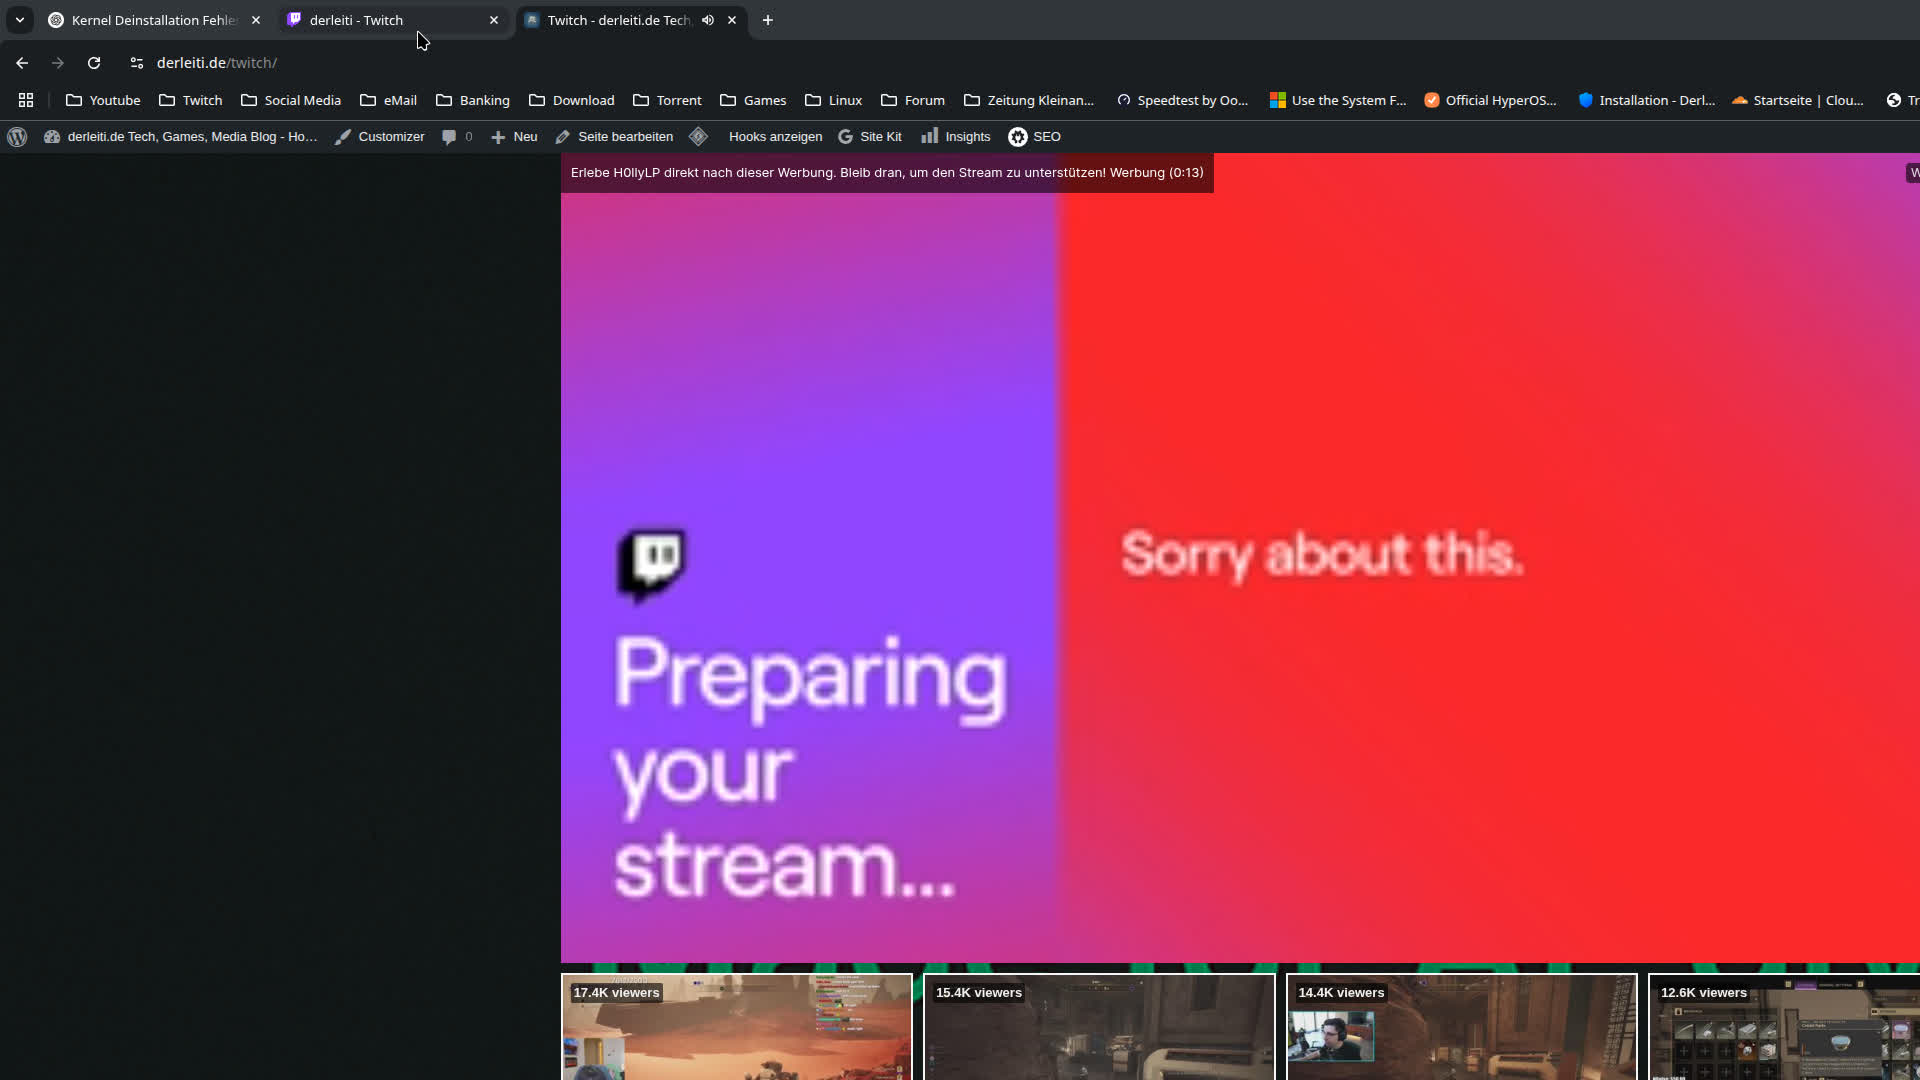 Kernel Deinstallation Fehle
derleiti - Twitch
Twitch - derleiti.de Tech,
derleiti.de/twitch/
Youtube
Twitch
Social Media
eMail
Banking
Download
Torrent
Games
Linux
Forum
Zeitung Kleinan...
Speedtest by Oo...
Use the System F...
Official HyperOS...
Installation - Derl...
Startseite | Clou...
Tr
derleiti.de Tech, Games, Media Blog - Ho...
Customizer
0
Neu
Seite bearbeiten
Hooks anzeigen
Site Kit
Insights
SEO
Erlebe H0llyLP direkt nach dieser Werbung. Bleib dran, um den Stream zu unterstützen! Werbung (0:13)
W
Sorry about this.
Preparing
your
stream...
17.4K viewers
15.4K viewers
14.4K viewers
12.6K viewers